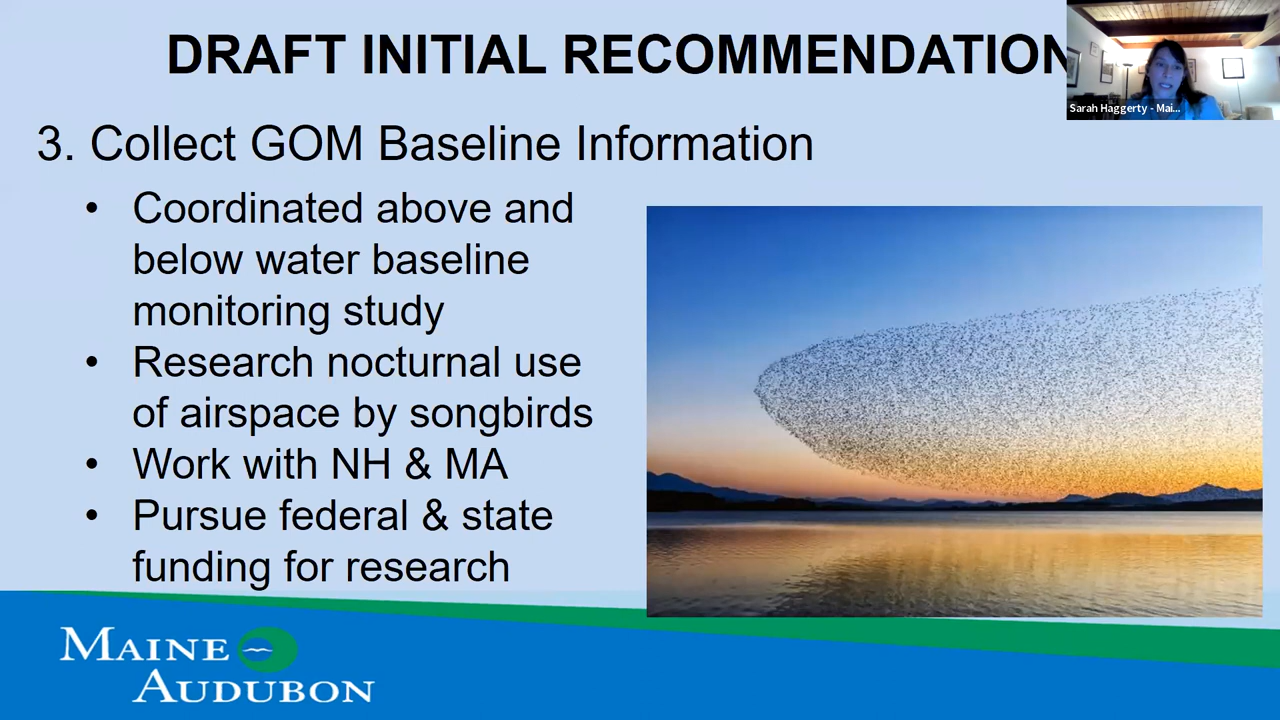 DRAFT INITIAL RECOMMENDATION
Sarah Haggerty - Mai...
3. Collect GOM Baseline Information
• Coordinated above and
below water baseline
monitoring study
• Research nocturnal use
of airspace by songbirds
• Work with NH & MA
• Pursue federal & state
funding for research
MAINE
AUDUBON